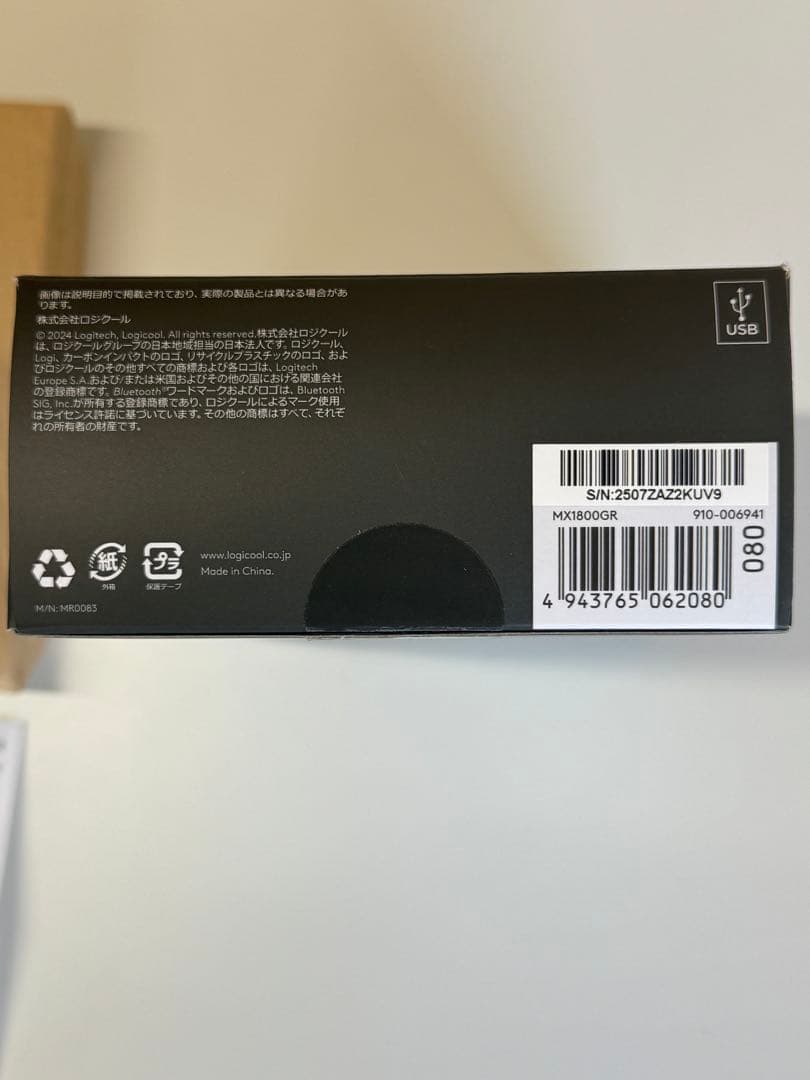 画像は説明目的で掲載されており、実際の製品とは異なる場合があ
ります。
株式会社ロジクール
© 2024 Logitech, Logicool. All rights reserved.株式会社ロジクール
は、ロジクールグループの日本地域担当の日本法人です。ロジクール、
Logi、カーボンインパクトのロゴ、リサイクルプラスチックのロゴ、およ
びロジクールのその他すべての商標および各ロゴは、Logitech
Europe S.A.および/または米国およびその他の国における関連会社
の登録商標です。Bluetooth®ワードマークおよびロゴは、Bluetooth
SIG, Inc.が所有する登録商標であり、ロジクールによるマーク使用
はライセンス許諾に基づいています。その他の商標はすべて、それぞ
れの所有者の財産です。
USB
S/N:2507ZAZ2KUV9
MX1800GR 910-006941
080
4 943765 062080
紙
外箱
プラ
保護テープ
www.logicool.co.jp
Made in China.
M/N: MR0083